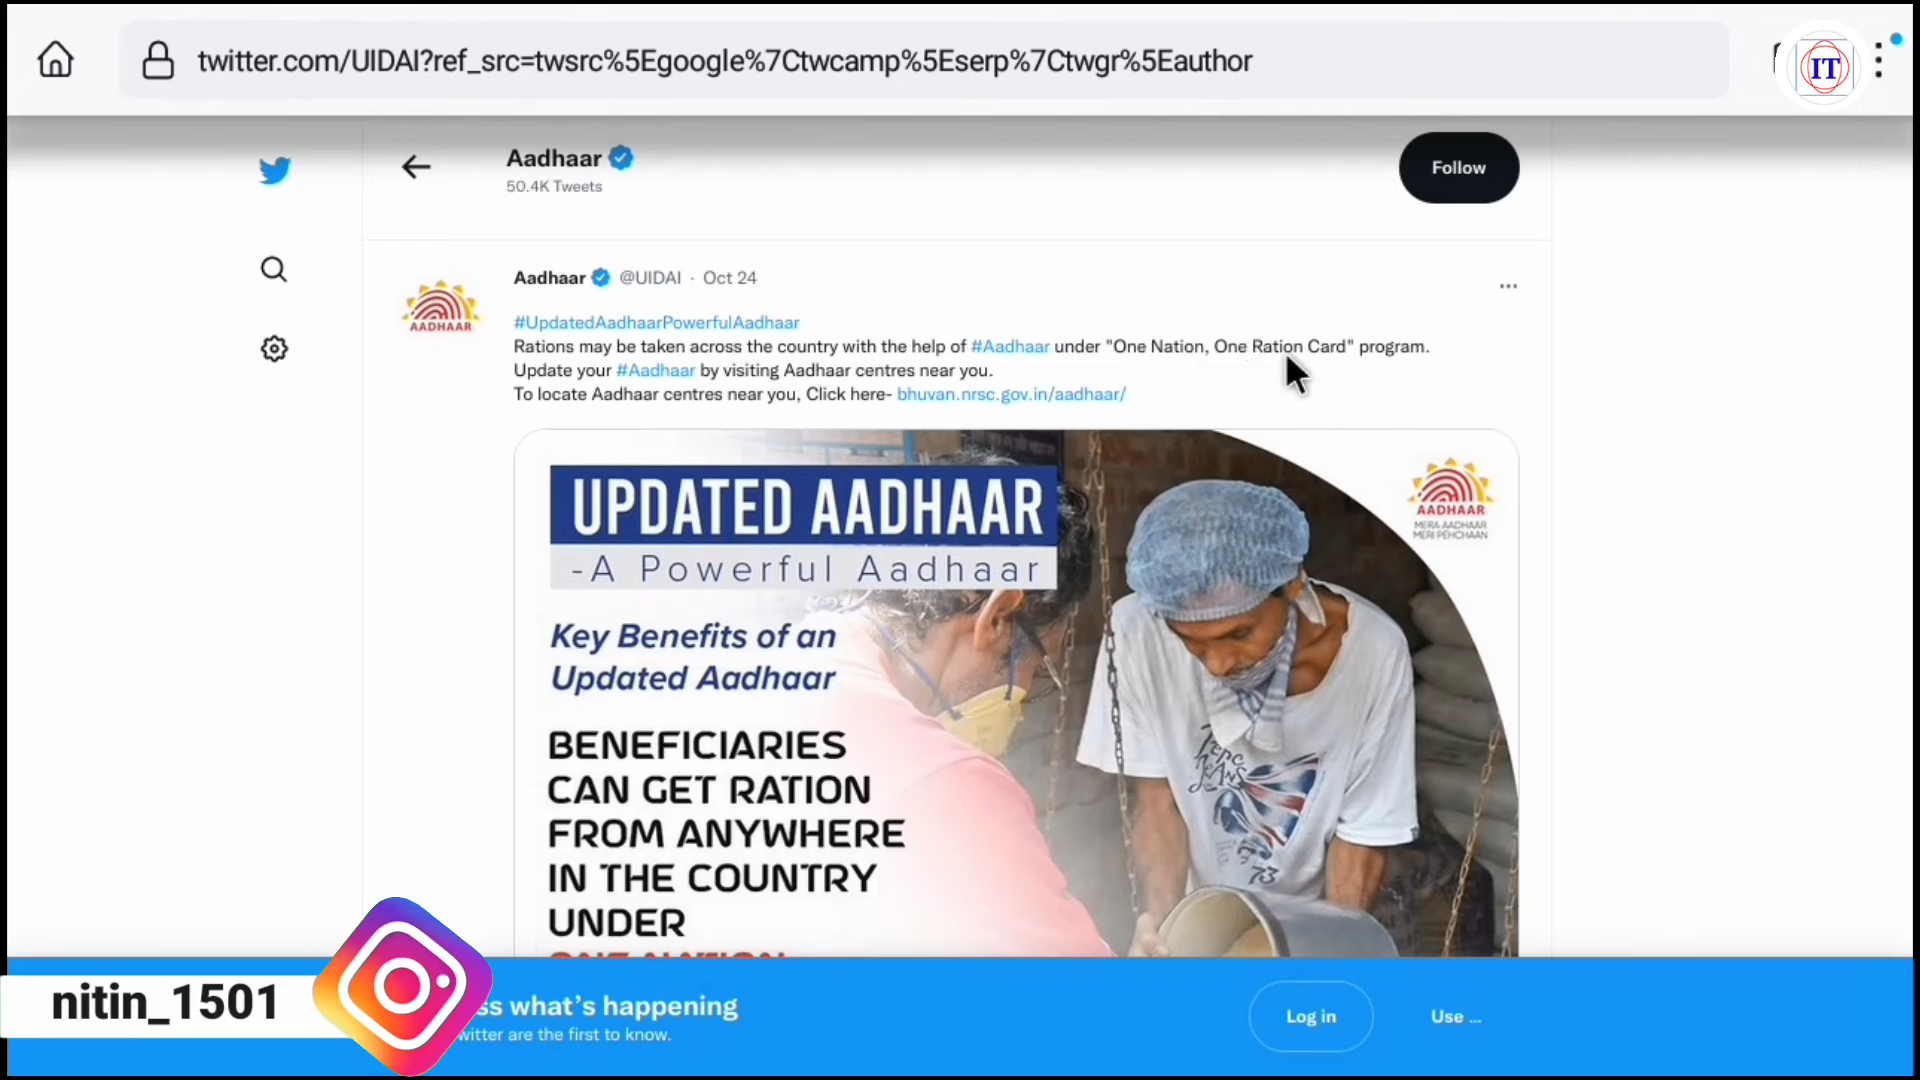 twitter.com/UIDAI?ref_src=twsrc%5Egoogle%7Ctwcamp%5Eserp%7Ctwgr%5Eauthor
IT
Aadhaar
50.4K Tweets
Follow
Aadhaar @UIDAI · Oct 24
#UpdatedAadhaarPowerfulAadhaar
Rations may be taken across the country with the help of #Aadhaar under "One Nation, One Ration Card" program.
Update your #Aadhaar by visiting Aadhaar centres near you.
To locate Aadhaar centres near you, Click here- bhuvan.nrsc.gov.in/aadhaar/
AADHAAR
UPDATED AADHAAR
-A Powerful Aadhaar
AADHAAR
MERA AADHAAR
MERI PEHCHAAN
Key Benefits of an
Updated Aadhaar
BENEFICIARIES
CAN GET RATION
FROM ANYWHERE
IN THE COUNTRY
UNDER
ONE NATION
Pepe
Jeans
73
nitin_1501
ss what's happening
witter are the first to know.
Log in
Use ...